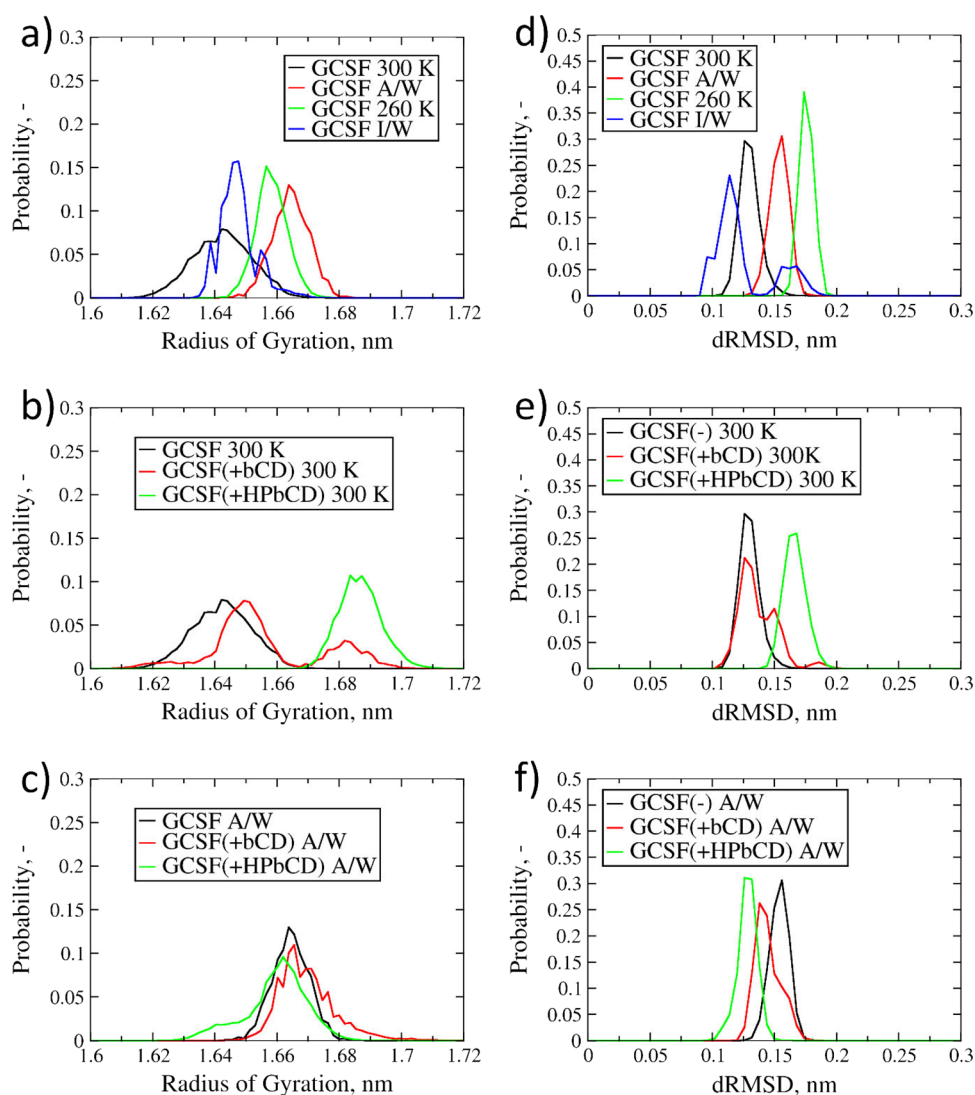 a)
0.3
0.25
0.2
0.15
0.1
0.05
0
Probability, -
GCSF 300 K
GCSF A/W
GCSF 260 K
GCSF I/W
1.6 1.62 1.64 1.66 1.68 1.7 1.72
Radius of Gyration, nm
d)
0.5
0.45
0.4
0.35
0.3
0.25
0.2
0.15
0.1
0.05
0
Probability, -
GCSF 300 K
GCSF A/W
GCSF 260 K
GCSF I/W
0 0.05 0.1 0.15 0.2 0.25 0.3
dRMSD, nm
b)
0.3
0.25
0.2
0.15
0.1
0.05
0
Probability, -
GCSF 300 K
GCSF(+bCD) 300 K
GCSF(+HPbCD) 300 K
1.6 1.62 1.64 1.66 1.68 1.7 1.72
Radius of Gyration, nm
e)
0.5
0.45
0.4
0.35
0.3
0.25
0.2
0.15
0.1
0.05
0
Probability, -
GCSF(-) 300 K
GCSF(+bCD) 300K
GCSF(+HPbCD) 300 K
0 0.05 0.1 0.15 0.2 0.25 0.3
dRMSD, nm
c)
0.3
0.25
0.2
0.15
0.1
0.05
0
Probability, -
GCSF A/W
GCSF(+bCD) A/W
GCSF(+HPbCD) A/W
1.6 1.62 1.64 1.66 1.68 1.7 1.72
Radius of Gyration, nm
f)
0.5
0.45
0.4
0.35
0.3
0.25
0.2
0.15
0.1
0.05
0
Probability, -
GCSF(-) A/W
GCSF(+bCD) A/W
GCSF(+HPbCD) A/W
0 0.05 0.1 0.15 0.2 0.25 0.3
dRMSD, nm